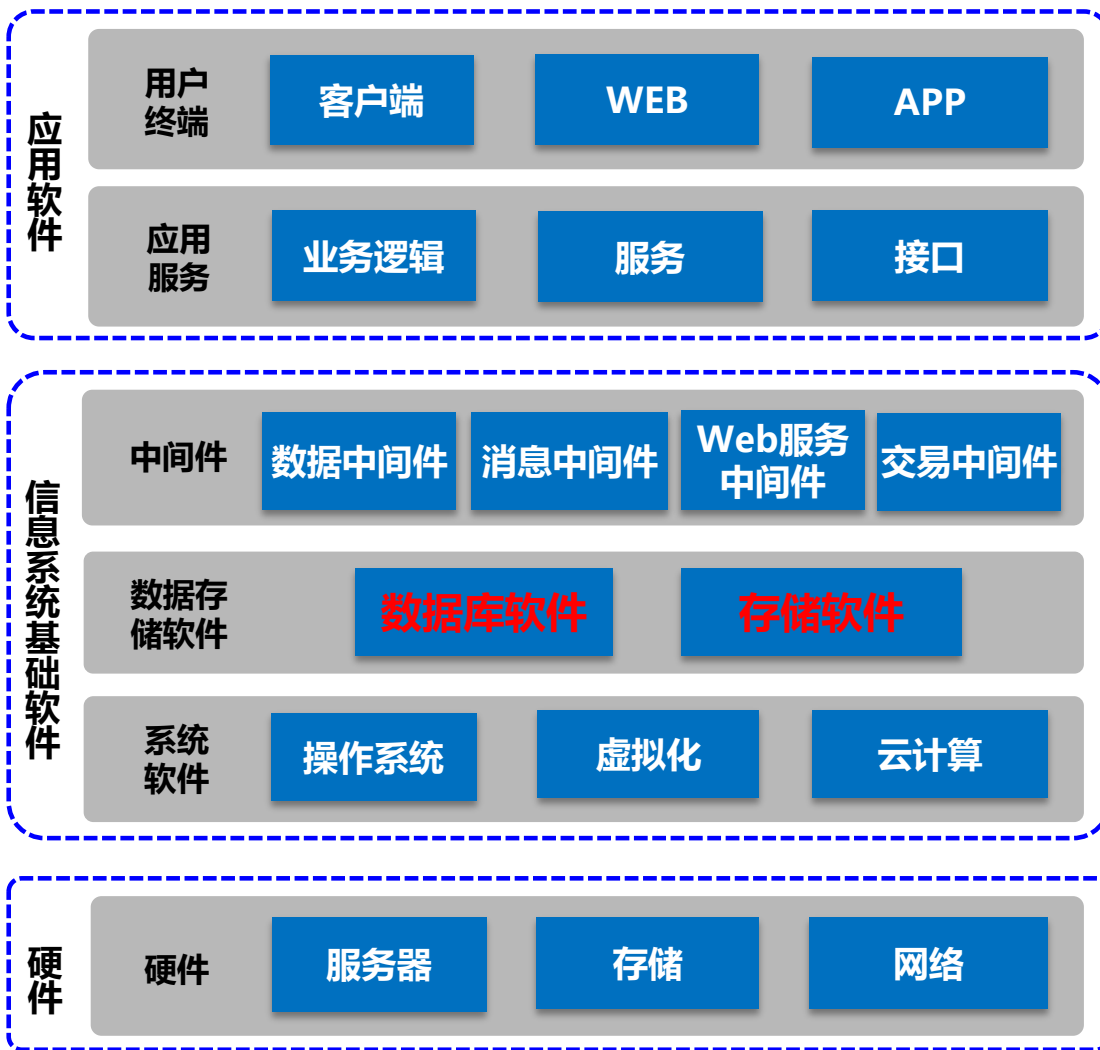 应用软件
用户
终端
客户端
WEB
APP
应用
服务
业务逻辑
服务
接口
信息系统基础软件
中间件
数据中间件
消息中间件
Web服务
中间件
交易中间件
数据存
储软件
数据库软件
存储软件
系统
软件
操作系统
虚拟化
云计算
硬件
硬件
服务器
存储
网络